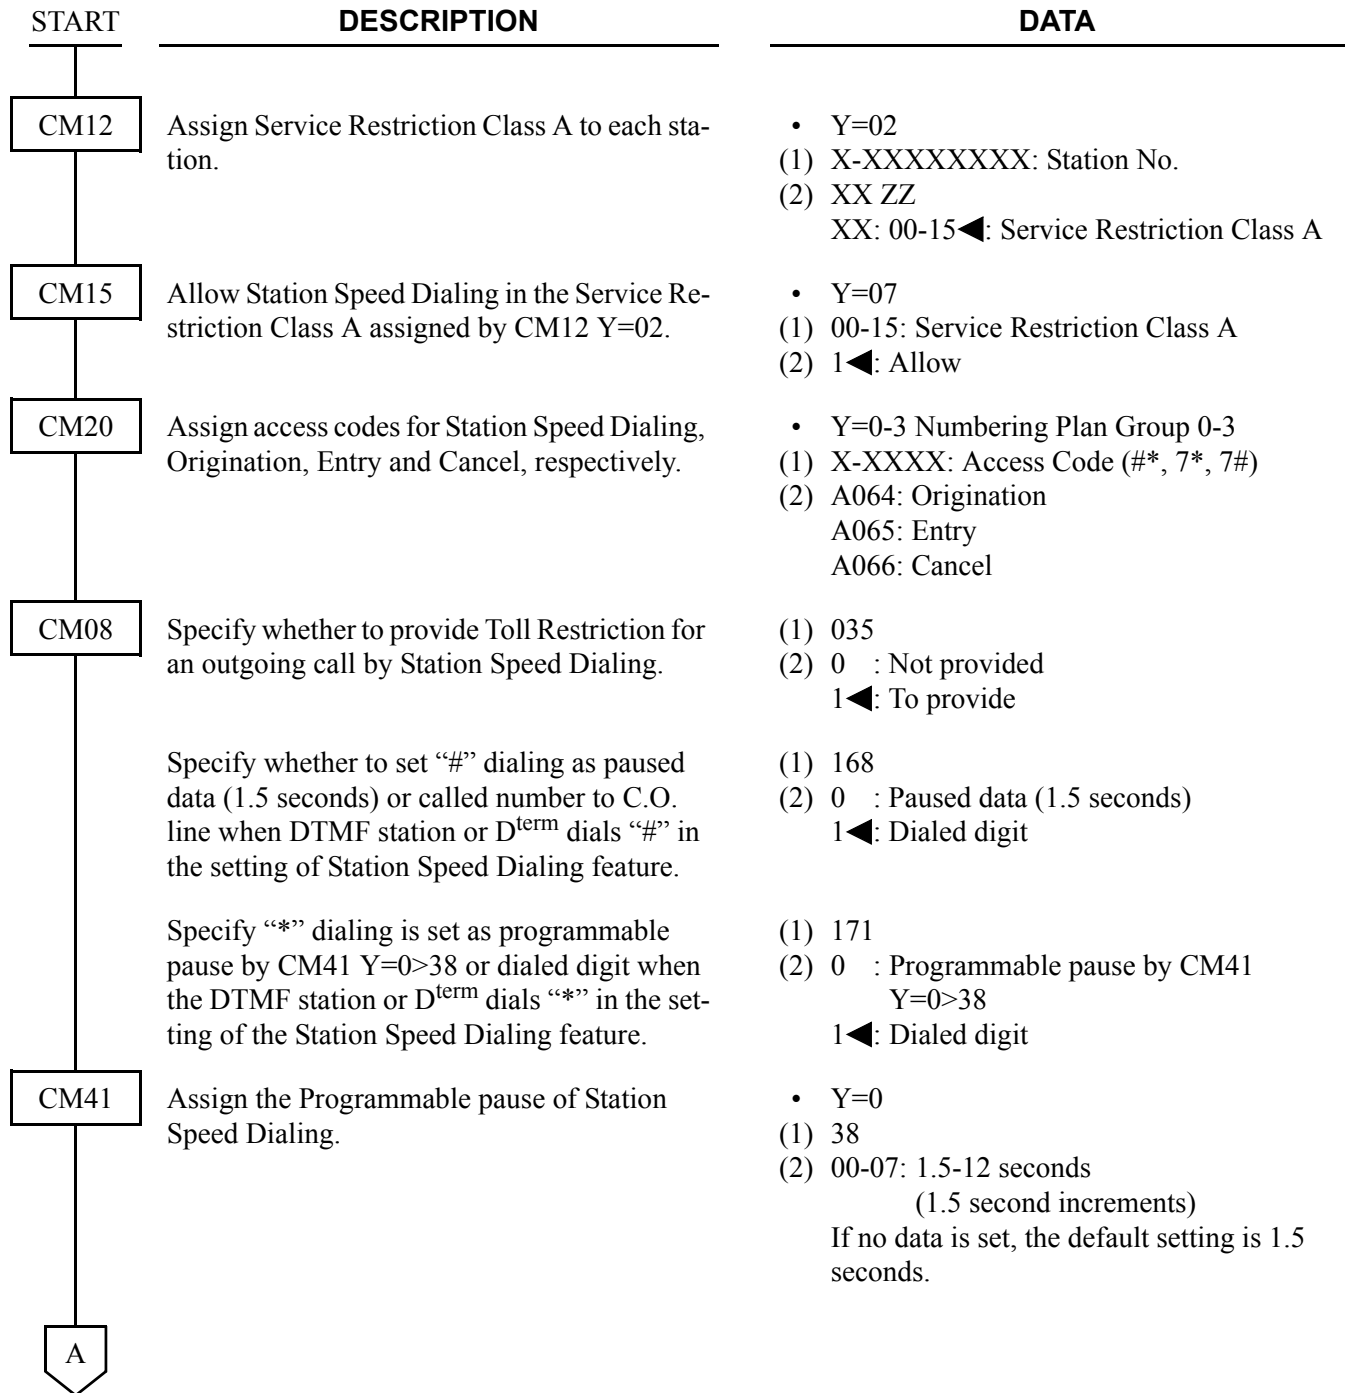 START DESCRIPTION DATA
CM12 Assign Service Restriction Class A to each sta- • Y=02
tion. (1) X-XXXXXXXX: Station No.
(2) XX ZZ
XX: 00-15◀: Service Restriction Class A
CM15 Allow Station Speed Dialing in the Service Re- • Y=07
striction Class A assigned by CM12 Y=02. (1) 00-15: Service Restriction Class A
(2) 1◀: Allow
CM20 Assign access codes for Station Speed Dialing, • Y=0-3 Numbering Plan Group 0-3
Origination, Entry and Cancel, respectively. (1) X-XXXX: Access Code (#*, 7*, 7#)
(2) A064: Origination
A065: Entry
A066: Cancel
CM08 Specify whether to provide Toll Restriction for (1) 035
an outgoing call by Station Speed Dialing. (2) 0 : Not provided
1◀: To provide
Specify whether to set “#” dialing as paused (1) 168
data (1.5 seconds) or called number to C.O. (2) 0 : Paused data (1.5 seconds)
line when DTMF station or Dterm dials “#” in 1◀: Dialed digit
the setting of Station Speed Dialing feature.
Specify “*” dialing is set as programmable (1) 171
pause by CM41 Y=0>38 or dialed digit when (2) 0 : Programmable pause by CM41
the DTMF station or Dterm dials “*” in the set- Y=0>38
ting of the Station Speed Dialing feature. 1◀: Dialed digit
CM41 Assign the Programmable pause of Station • Y=0
Speed Dialing. (1) 38
(2) 00-07: 1.5-12 seconds
(1.5 second increments)
If no data is set, the default setting is 1.5
seconds.
A